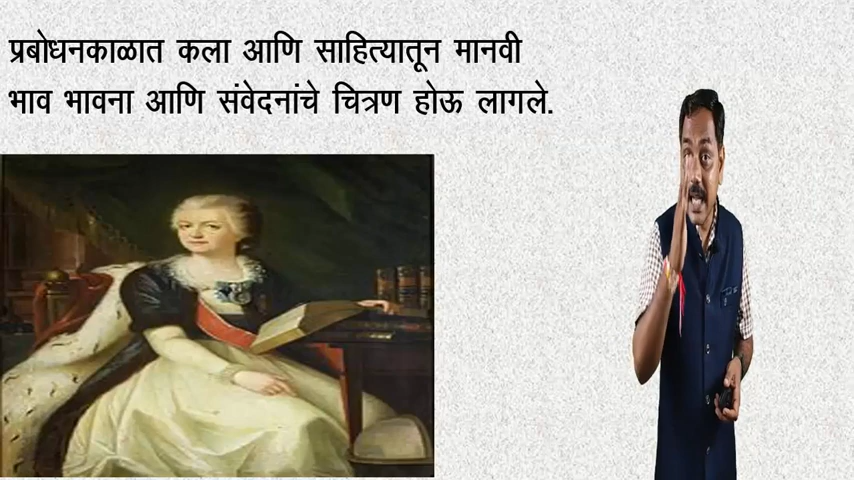 प्रबोधनकाळात कला आणि साहित्यातून मानवी
भाव भावना आणि संवेदनांचे चित्रण होऊ लागले.